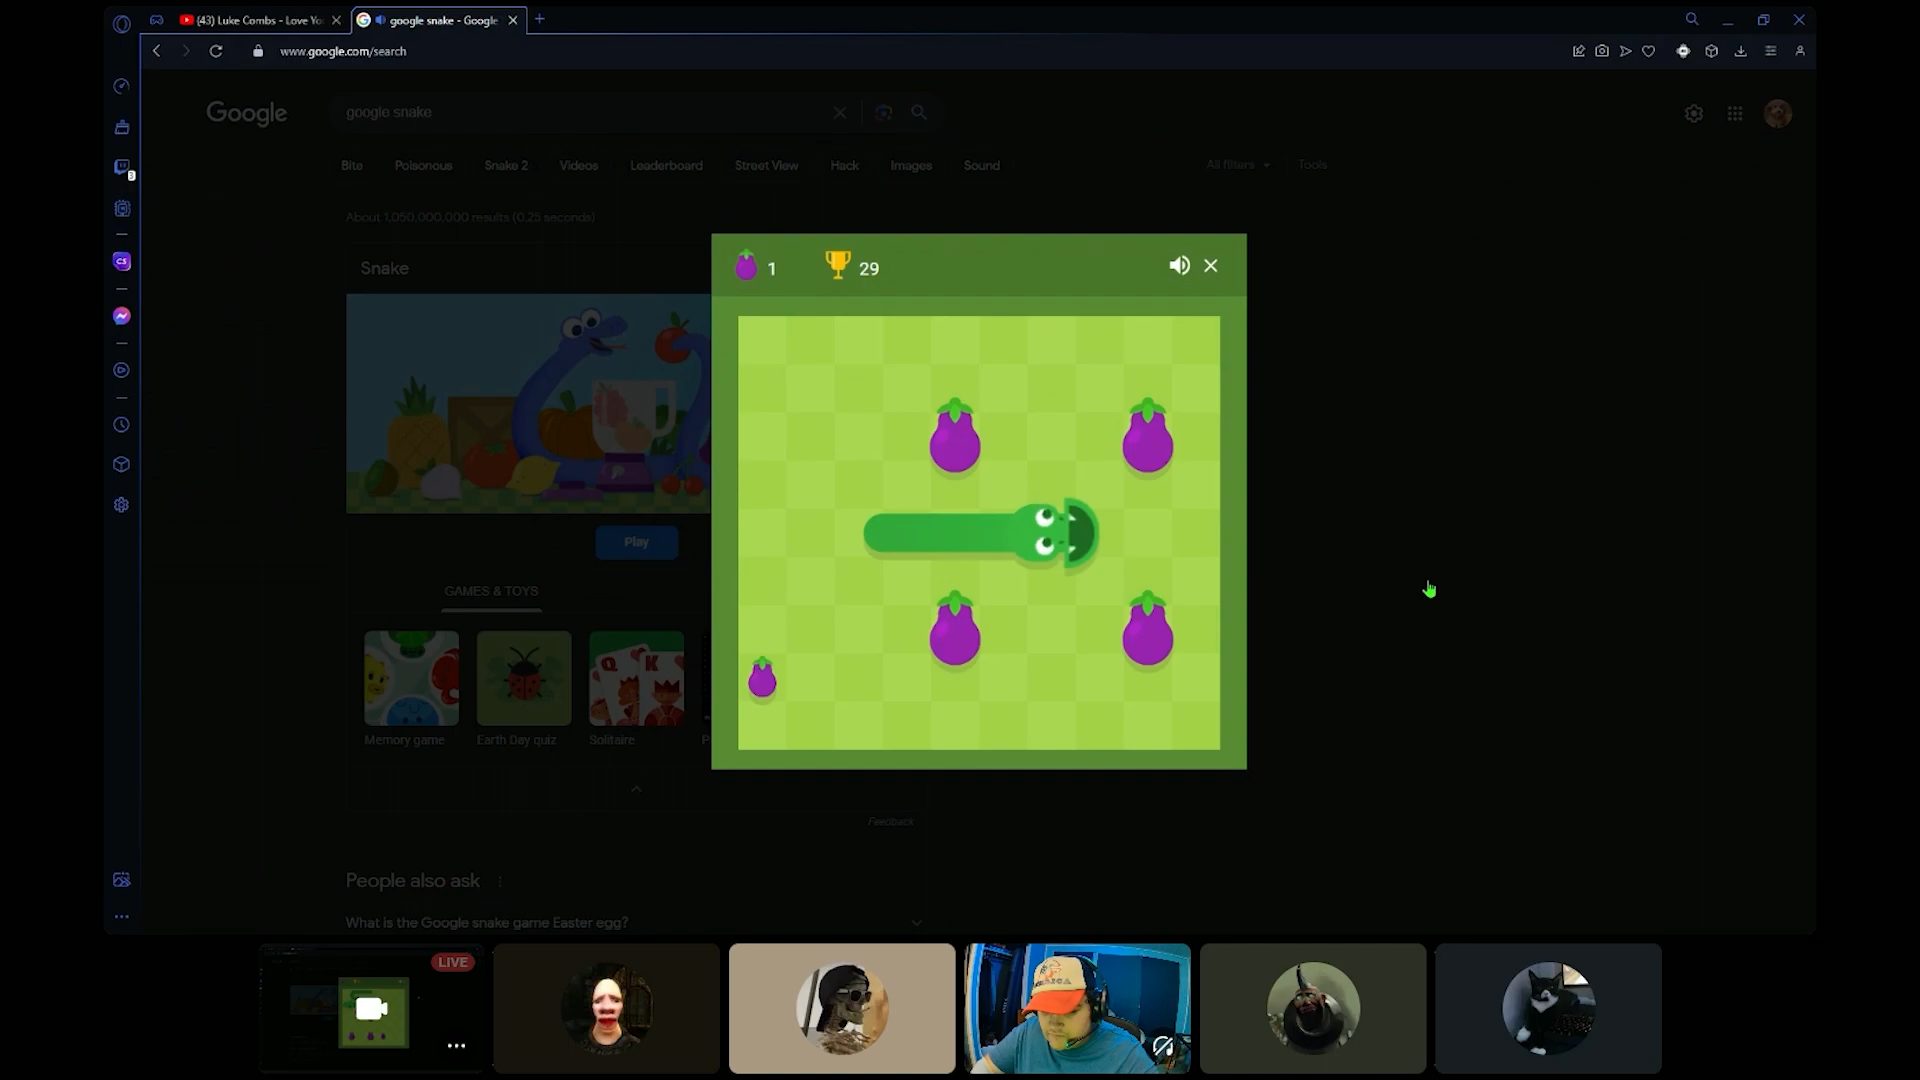 (43) Luke Combs - Love Yo
google snake - Google
www.google.com/search
Google
google snake
Bite
Poisonous
Snake 2
Videos
Leaderboard
Street View
Hack
Images
Sound
All filters
Tools
About 1,050,000,000 results (0.25 seconds)
Snake
1
29
Play
GAMES & TOYS
Q
K
Memory game
Earth Day quiz
Solitaire
P
Feedback
People also ask
What is the Google snake game Easter egg?
3
CS
LIVE